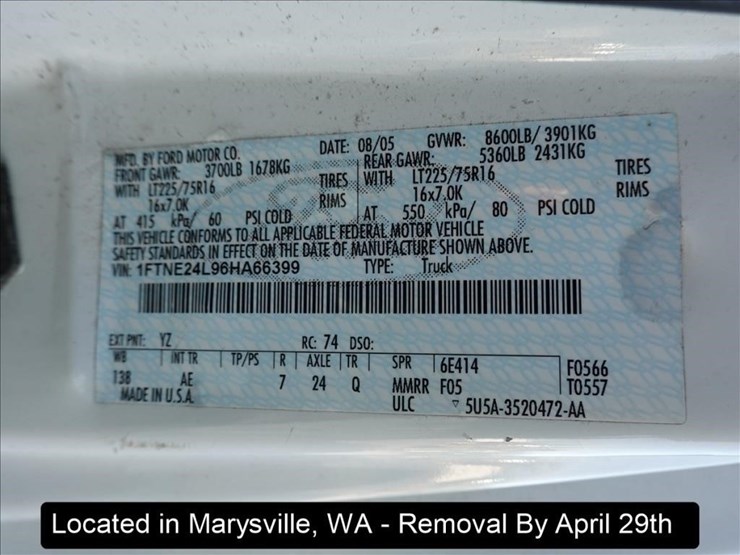 MFD. BY FORD MOTOR CO. DATE: 08/05 GVWR: 8600LB/ 3901KG
FRONT GAWR: 3700LB 1678KG REAR GAWR: 5360LB 2431KG
WITH LT225/75R16 TIRES WITH LT225/75R16 TIRES
16x7.0K RIMS 16x7.0K RIMS
AT 415 kPa/ 60 PSI COLD AT 550 kPa/ 80 PSI COLD
THIS VEHICLE CONFORMS TO ALL APPLICABLE FEDERAL MOTOR VEHICLE
SAFETY STANDARDS IN EFFECT ON THE DATE OF MANUFACTURE SHOWN ABOVE.
VIN: 1FTNE24L96HA66399 TYPE: Truck
EXT PNT: YZ RC: 74 DSO:
WB INT TR TP/PS R AXLE TR SPR 6E414 F0566
138 AE 7 24 Q MMRR F05 T0557
MADE IN U.S.A. ULC ▽ 5U5A-3520472-AA
Located in Marysville, WA - Removal By April 29th